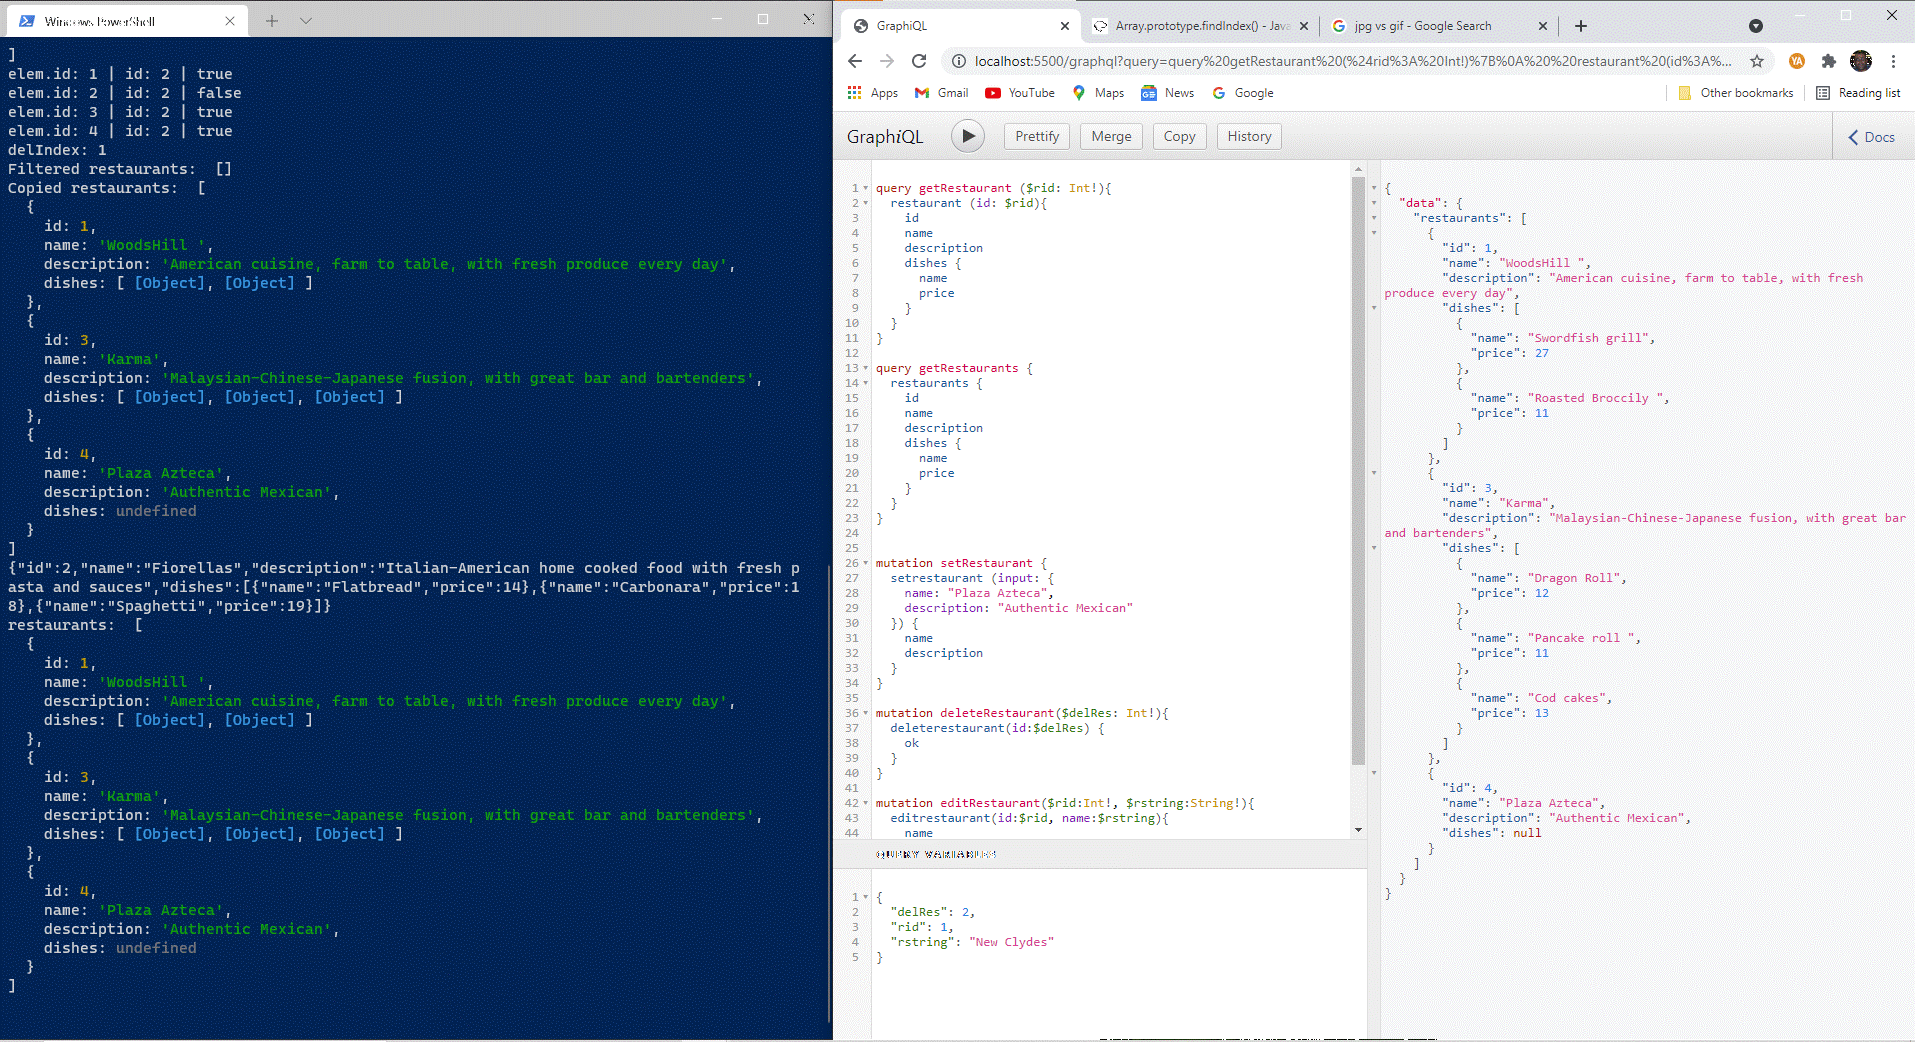 Windows PowerShell
]
elem.id: 1 | id: 2 | true
elem.id: 2 | id: 2 | false
elem.id: 3 | id: 2 | true
elem.id: 4 | id: 2 | true
delIndex: 1
Filtered restaurants:  []
Copied restaurants:  [
  {
    id: 1,
    name: 'WoodsHill ',
    description: 'American cuisine, farm to table, with fresh produce every day',
    dishes: [ [Object], [Object] ]
  },
  {
    id: 3,
    name: 'Karma',
    description: 'Malaysian-Chinese-Japanese fusion, with great bar and bartenders',
    dishes: [ [Object], [Object], [Object] ]
  },
  {
    id: 4,
    name: 'Plaza Azteca',
    description: 'Authentic Mexican',
    dishes: undefined
  }
]
{"id":2,"name":"Fiorellas","description":"Italian-American home cooked food with fresh p
asta and sauces","dishes":[{"name":"Flatbread","price":14},{"name":"Carbonara","price":1
8},{"name":"Spaghetti","price":19}]}
restaurants:  [
  {
    id: 1,
    name: 'WoodsHill ',
    description: 'American cuisine, farm to table, with fresh produce every day',
    dishes: [ [Object], [Object] ]
  },
  {
    id: 3,
    name: 'Karma',
    description: 'Malaysian-Chinese-Japanese fusion, with great bar and bartenders',
    dishes: [ [Object], [Object], [Object] ]
  },
  {
    id: 4,
    name: 'Plaza Azteca',
    description: 'Authentic Mexican',
    dishes: undefined
  }
]
GraphiQL
Array.prototype.findIndex() - Java
jpg vs gif - Google Search
localhost:5500/graphql?query=query%20getRestaurant%20(%24rid%3A%20Int!)%7B%0A%20%20restaurant%20(id%3A%...
YA
Apps Gmail YouTube Maps News Google Other bookmarks Reading list
GraphiQL Prettify Merge Copy History Docs
1 query getRestaurant ($rid: Int!){
2   restaurant (id: $rid){
3     id
4     name
5     description
6     dishes {
7       name
8       price
9     }
10   }
11 }
12
13 query getRestaurants {
14   restaurants {
15     id
16     name
17     description
18     dishes {
19       name
20       price
21     }
22   }
23 }
24
25
26 mutation setRestaurant {
27   setrestaurant (input: {
28     name: "Plaza Azteca",
29     description: "Authentic Mexican"
30   }) {
31     name
32     description
33   }
34 }
35
36 mutation deleteRestaurant($delRes: Int!){
37   deleterestaurant(id:$delRes) {
38     ok
39   }
40 }
41
42 mutation editRestaurant($rid:Int!, $rstring:String!){
43   editrestaurant(id:$rid, name:$rstring){
44     name
QUERY VARIABLES
1 {
2   "delRes": 2,
3   "rid": 1,
4   "rstring": "New Clydes"
5 }
{
  "data": {
    "restaurants": [
      {
        "id": 1,
        "name": "WoodsHill ",
        "description": "American cuisine, farm to table, with fresh
produce every day",
        "dishes": [
          {
            "name": "Swordfish grill",
            "price": 27
          },
          {
            "name": "Roasted Broccily ",
            "price": 11
          }
        ]
      },
      {
        "id": 3,
        "name": "Karma",
        "description": "Malaysian-Chinese-Japanese fusion, with great bar
and bartenders",
        "dishes": [
          {
            "name": "Dragon Roll",
            "price": 12
          },
          {
            "name": "Pancake roll ",
            "price": 11
          },
          {
            "name": "Cod cakes",
            "price": 13
          }
        ]
      },
      {
        "id": 4,
        "name": "Plaza Azteca",
        "description": "Authentic Mexican",
        "dishes": null
      }
    ]
  }
}